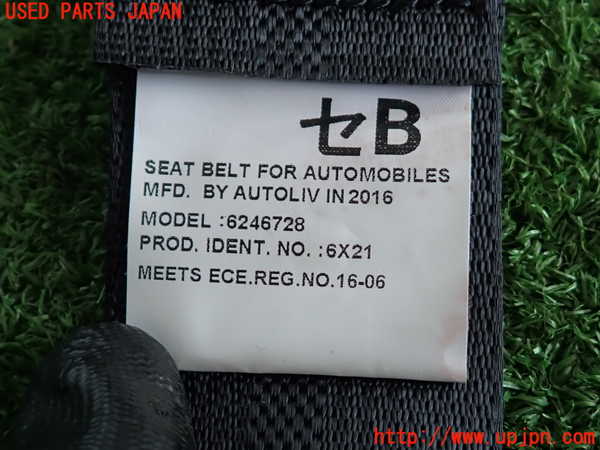 USED PARTS JAPAN
セB
SEAT BELT FOR AUTOMOBILES
MFD. BY AUTOLIV IN 2016
MODEL :6246728
PROD. IDENT. NO. :6X21
MEETS ECE.REG.NO.16-06
http://www.upjpn.com/